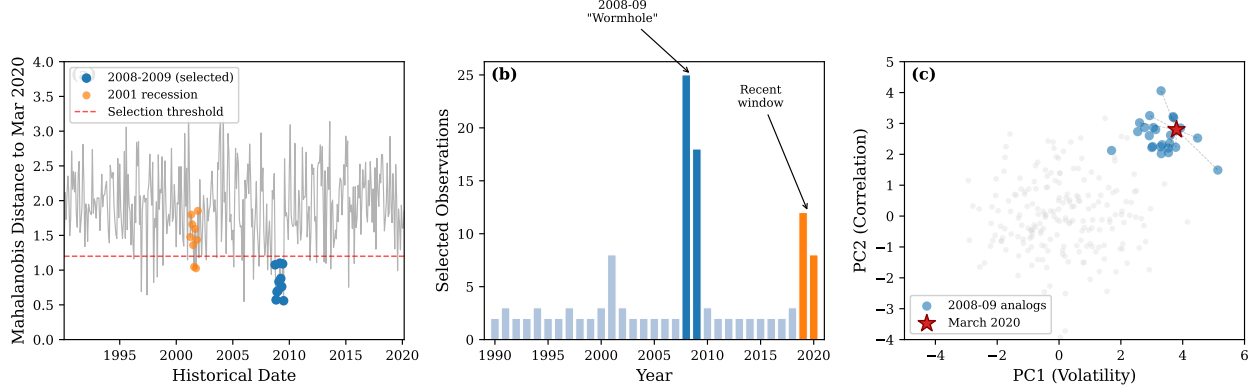 Mahalanobis Distance to Mar 2020
4.0
3.5
3.0
2.5
2.0
1.5
1.0
0.5
0.0
2008-2009 (selected)
2001 recession
Selection threshold
1995
2000
2005
2010
2015
2020
Historical Date
2008-09
"Wormhole"
(b)
Recent
window
Selected Observations
25
20
15
10
5
0
1990
1995
2000
2005
2010
2015
2020
Year
(c)
PC2 (Correlation)
5
4
3
2
1
0
−1
−2
−3
−4
2008-09 analogs
March 2020
−4
−2
0
2
4
6
PC1 (Volatility)